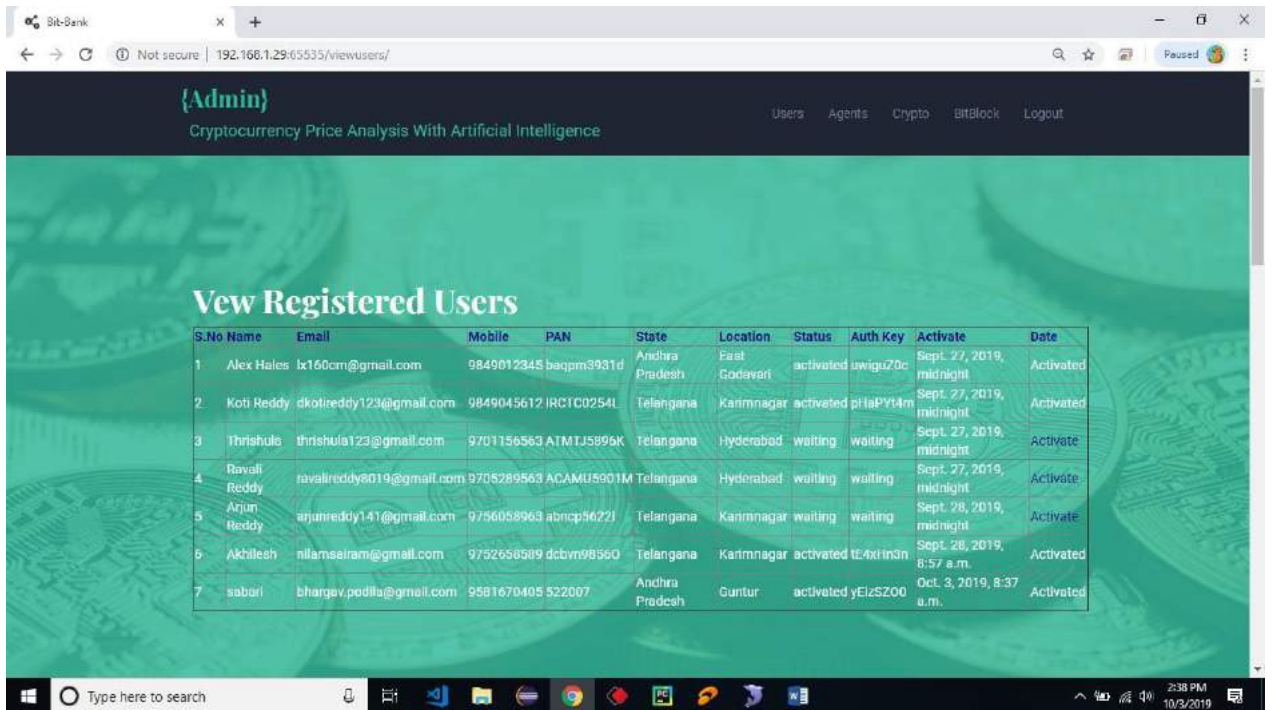 Bit-Bank
Not secure | 192.168.1.29:65535/viewusers/
Paused
{Admin}
Cryptocurrency Price Analysis With Artificial Intelligence
Users Agents Crypto BitBlock Logout
Vew Registered Users
S.No Name Email Mobile PAN State Location Status Auth Key Activate Date
1 Alex Hales lx160cm@gmail.com 9849012345 baqpm3931d Andhra Pradesh East Godavari activated uwiguZ0c Sept. 27, 2019, midnight Activated
2 Koti Reddy dkotireddy123@gmail.com 9849045612 IRCTC0254L Telangana Karimnagar activated pHaPYt4m Sept. 27, 2019, midnight Activated
3 Thrishula thrishula123@gmail.com 9701156563 ATMTJ5896K Telangana Hyderabad waiting waiting Sept. 27, 2019, midnight Activate
4 Ravali Reddy ravalireddy8019@gmail.com 9705289563 ACAMU5901M Telangana Hyderabad waiting waiting Sept. 27, 2019, midnight Activate
5 Arjun Reddy arjunreddy141@gmail.com 9756058963 Telangana Karimnagar waiting waiting Sept. 28, 2019, midnight Activate
6 Akhilesh nilamsairam@gmail.com 9752658589 Telangana Karimnagar activated Sept. 28, 2019, 8:57 a.m. Activated
7 sabari bhargav.padila@gmail.com 9581670405 522007 Andhra Pradesh Guntur activated Oct. 3, 2019, 8:37 a.m. Activated
Type here to search
2:38 PM
10/3/2019